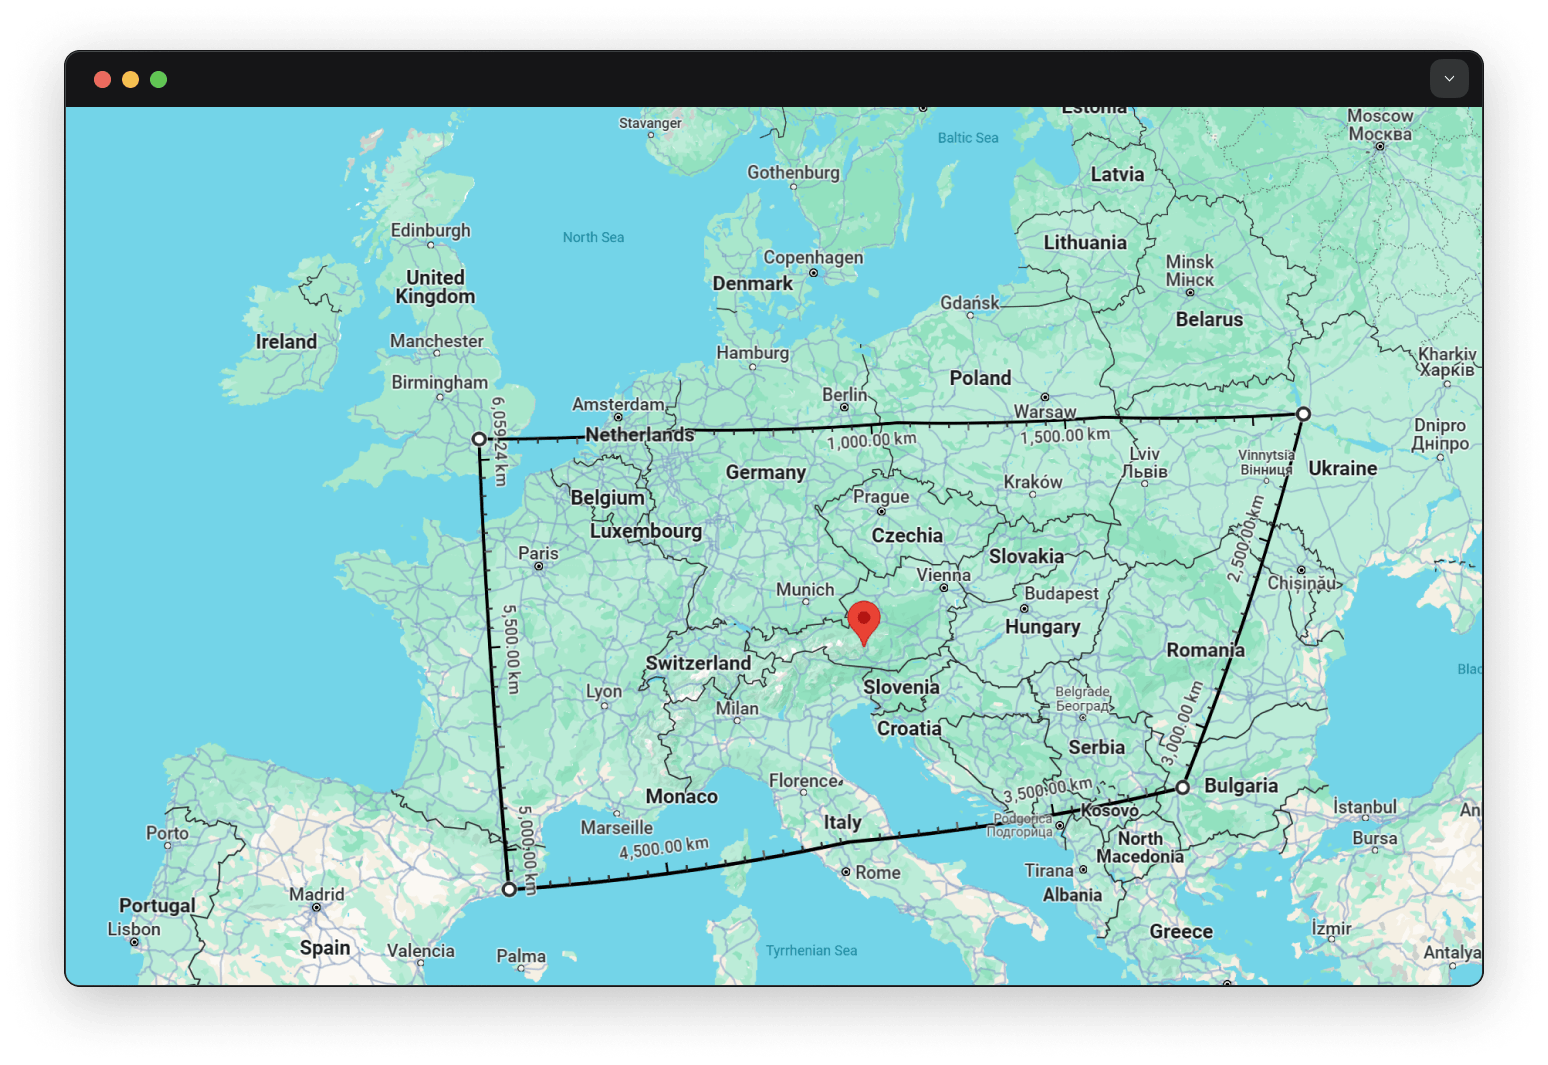 Estonia
Moscow
Москва
Stavanger
Baltic Sea
Gothenburg
Latvia
Edinburgh
North Sea
Lithuania
Copenhagen
Minsk
Мінск
United
Kingdom
Denmark
Gdańsk
Belarus
Ireland
Manchester
Hamburg
Kharkiv
Харків
Birmingham
Poland
Berlin
Amsterdam
Warsaw
6,059.24 km
Netherlands
1,000.00 km
1,500.00 km
Dnipro
Дніпро
Lviv
Львів
Vinnytsia
Вінниця
Ukraine
Germany
Kraków
Belgium
Prague
Luxembourg
Czechia
2,500.00 km
Paris
Slovakia
Vienna
Chișinău
Munich
Budapest
Hungary
5,500.00 km
Romania
Switzerland
Blac
Slovenia
Lyon
Belgrade
Београд
Milan
3,000.00 km
Croatia
Serbia
Florence
Monaco
3,500.00 km
Bulgaria
Kosovo
İstanbul
An
Porto
Marseille
Italy
Podgorica
Подгорица
Bursa
5,000.00 km
4,500.00 km
North
Macedonia
Rome
Tirana
Madrid
Albania
Portugal
Lisbon
Spain
Valencia
Palma
Tyrrhenian Sea
Greece
İzmir
Antalya